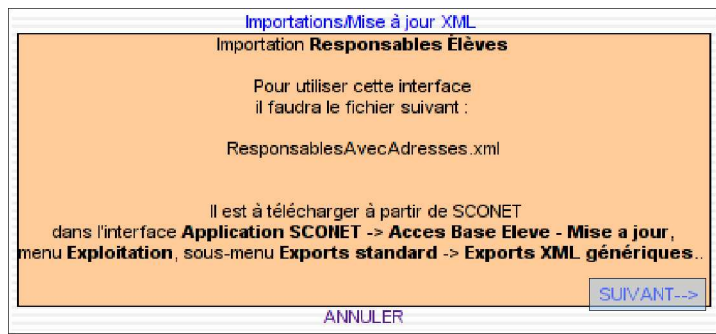 Importations/Mise à jour XML
Importation Responsables Élèves
Pour utiliser cette interface
il faudra le fichier suivant :
ResponsablesAvecAdresses.xml
Il est à télécharger à partir de SCONET
dans l'interface Application SCONET -> Acces Base Eleve - Mise a jour,
menu Exploitation, sous-menu Exports standard -> Exports XML génériques..
SUIVANT-->
ANNULER